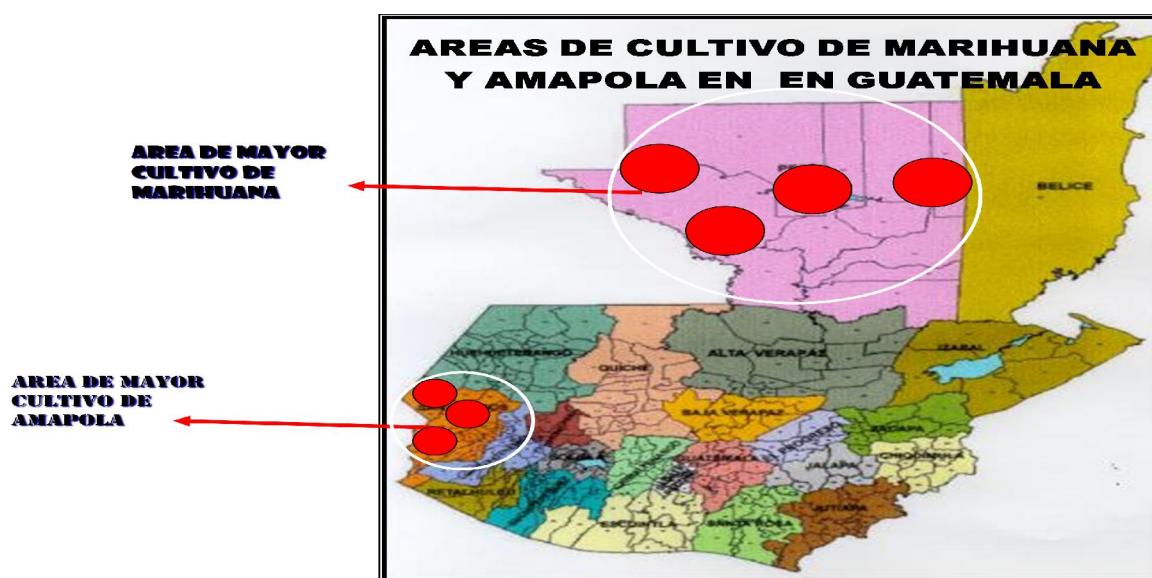 AREAS DE CULTIVO DE MARIHUANA
Y AMAPOLA EN EN GUATEMALA
AREA DE MAYOR
CULTIVO DE
MARIHUANA
BELICE
HUEHUETENANGO
QUICHE
ALTA VERAPAZ
IZABAL
AREA DE MAYOR
CULTIVO DE
AMAPOLA
BAJA VERAPAZ
ZACAPA
PROGRESO
GUATEMALA
JALAPA
CHIQUIMULA
RETALHULEU
ESCUINTLA
SANTA ROSA
JUTIAPA